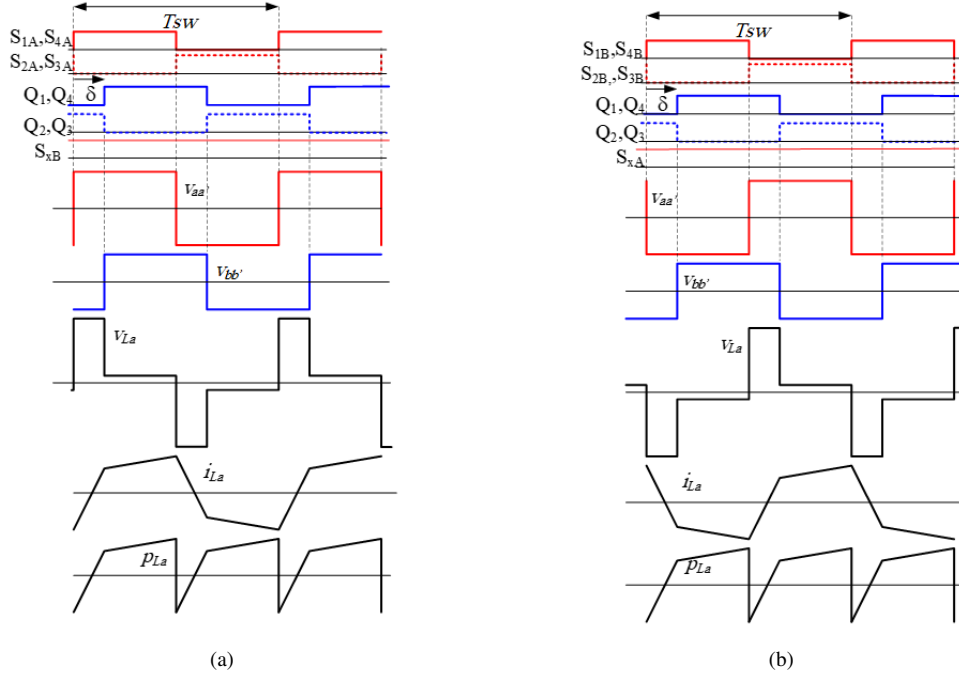 Tsw
S1A,S4A
S2A,S3A
δ
Q1,Q4
Q2,Q3
SxB
vaa'
vbb'
vLa
iLa
pLa
(a)
Tsw
S1B,S4B
S2B,,S3B
δ
Q1,Q4
Q2,Q3
SxA
vaa'
vbb'
vLa
iLa
pLa
(b)